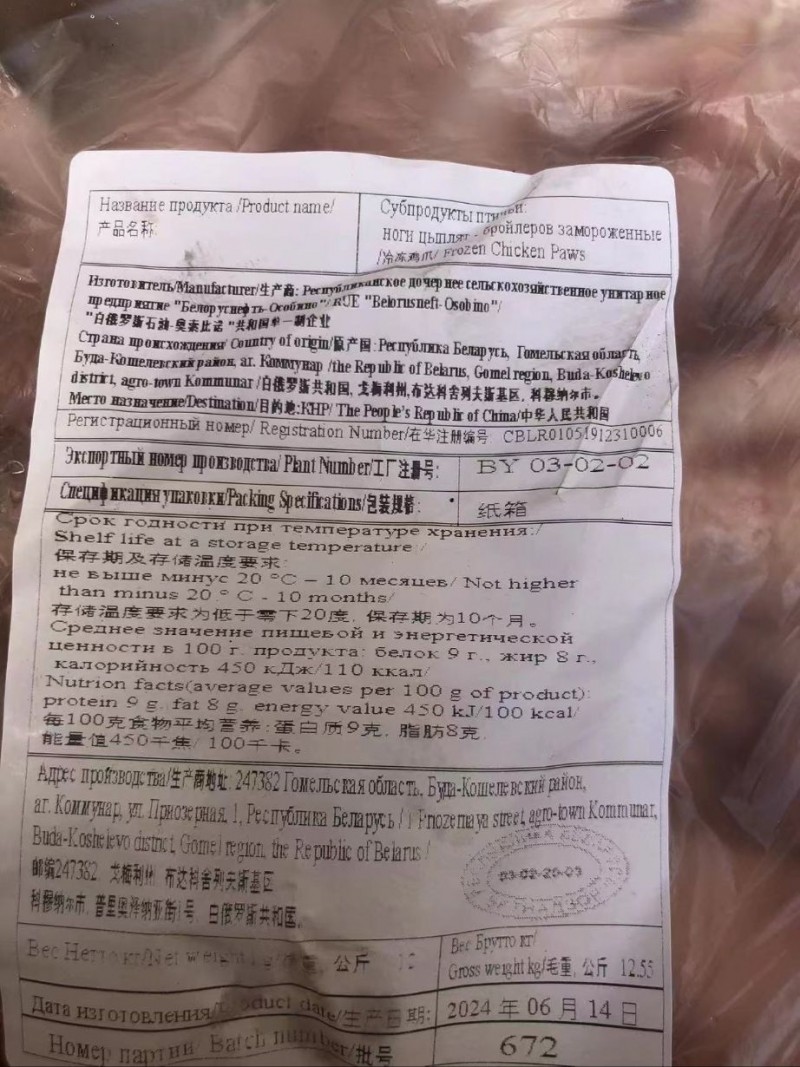 Название продукта /Product name/
产品名称
Субпродукты
ноги цыплят - бройлеров замороженные
/冷冻鸡爪/ Frozen Chicken Paws
Изготовитель/Manufacturer/生产商: Республиканское дочернее сельскохозяйственное унитарное
предприятие "Белоруснефть-Особино"/ RUE "Belorusneft-Osobino"/
"白俄罗斯石油-奥素比诺 "共和国单一制企业
Страна происхождения/ Country of origin/原产国: Республика Беларусь, Гомельская область,
Буда-Кошелевский район, аг. Коммунар /the Republic of Belarus, Gomel region, Buda-Koshelevo
district, agro-town Kommunar /白俄罗斯共和国, 戈梅利州, 布达科舍列夫斯基区, 科穆纳尔市.
Место назначение/Destination/目的地:КНР/ The People's Republic of China/中华人民共和国
Регистрационный номер/ Registration Number/在华注册编号 CBLR01051912310006
Экспортный номер производства/ Plant Number/工厂注册号:
BY 03-02-02
Спецификации упаковки/Packing Specifications/包装规格:
纸箱
Срок годности при температуре хранения:/
Shelf life at a storage temperature /
保存期及存储温度要求:
не выше минус 20 °C – 10 месяцев/ Not higher
than minus 20 ° C - 10 months/
存储温度要求为低于零下20度, 保存期为10个月。
Среднее значение пищевой и энергетической
ценности в 100 г. продукта: белок 9 г., жир 8 г.,
калорийность 450 кДж/110 ккал/
Nutrion facts(average values per 100 g of product):
protein 9 g, fat 8 g, energy value 450 kJ/100 kcal/
每100克食物平均营养: 蛋白质9克, 脂肪8克,
能量值450千焦/ 100千卡。
Адрес производства/生产商地址: 247382 Гомельская область, Буда-Кошелевский район,
аг. Коммунар, ул. Приозерная, 1, Республика Беларусь / 1 Priozernaya street, agro-town Kommunar,
Buda-Koshelevo district, Gomel region, the Republic of Belarus /
邮编247382, 戈梅利州, 布达科舍列夫斯基区
科穆纳尔市, 普里奥泽纳亚街1号, 白俄罗斯共和国。
03-02-20-03
Вес Нетто кг/Net weight kg/ 重, 公斤 12
Вес Брутто кг/
Gross weight kg/毛重, 公斤 12.55
Дата изготовления/Product date/生产日期:
2024 年 06 月 14 日
Номер партии/ Batch number/批号
672